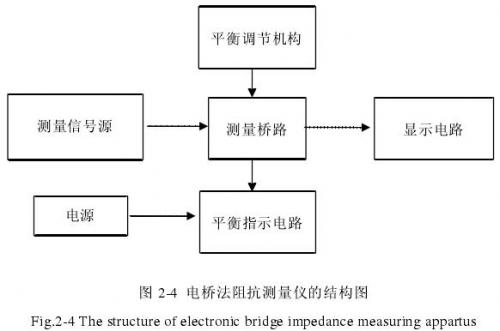 平衡调节机构
测量信号源
测量桥路
显示电路
电源
平衡指示电路
图 2-4 电桥法阻抗测量仪的结构图
Fig.2-4 The structure of electronic bridge impedance measuring appartus